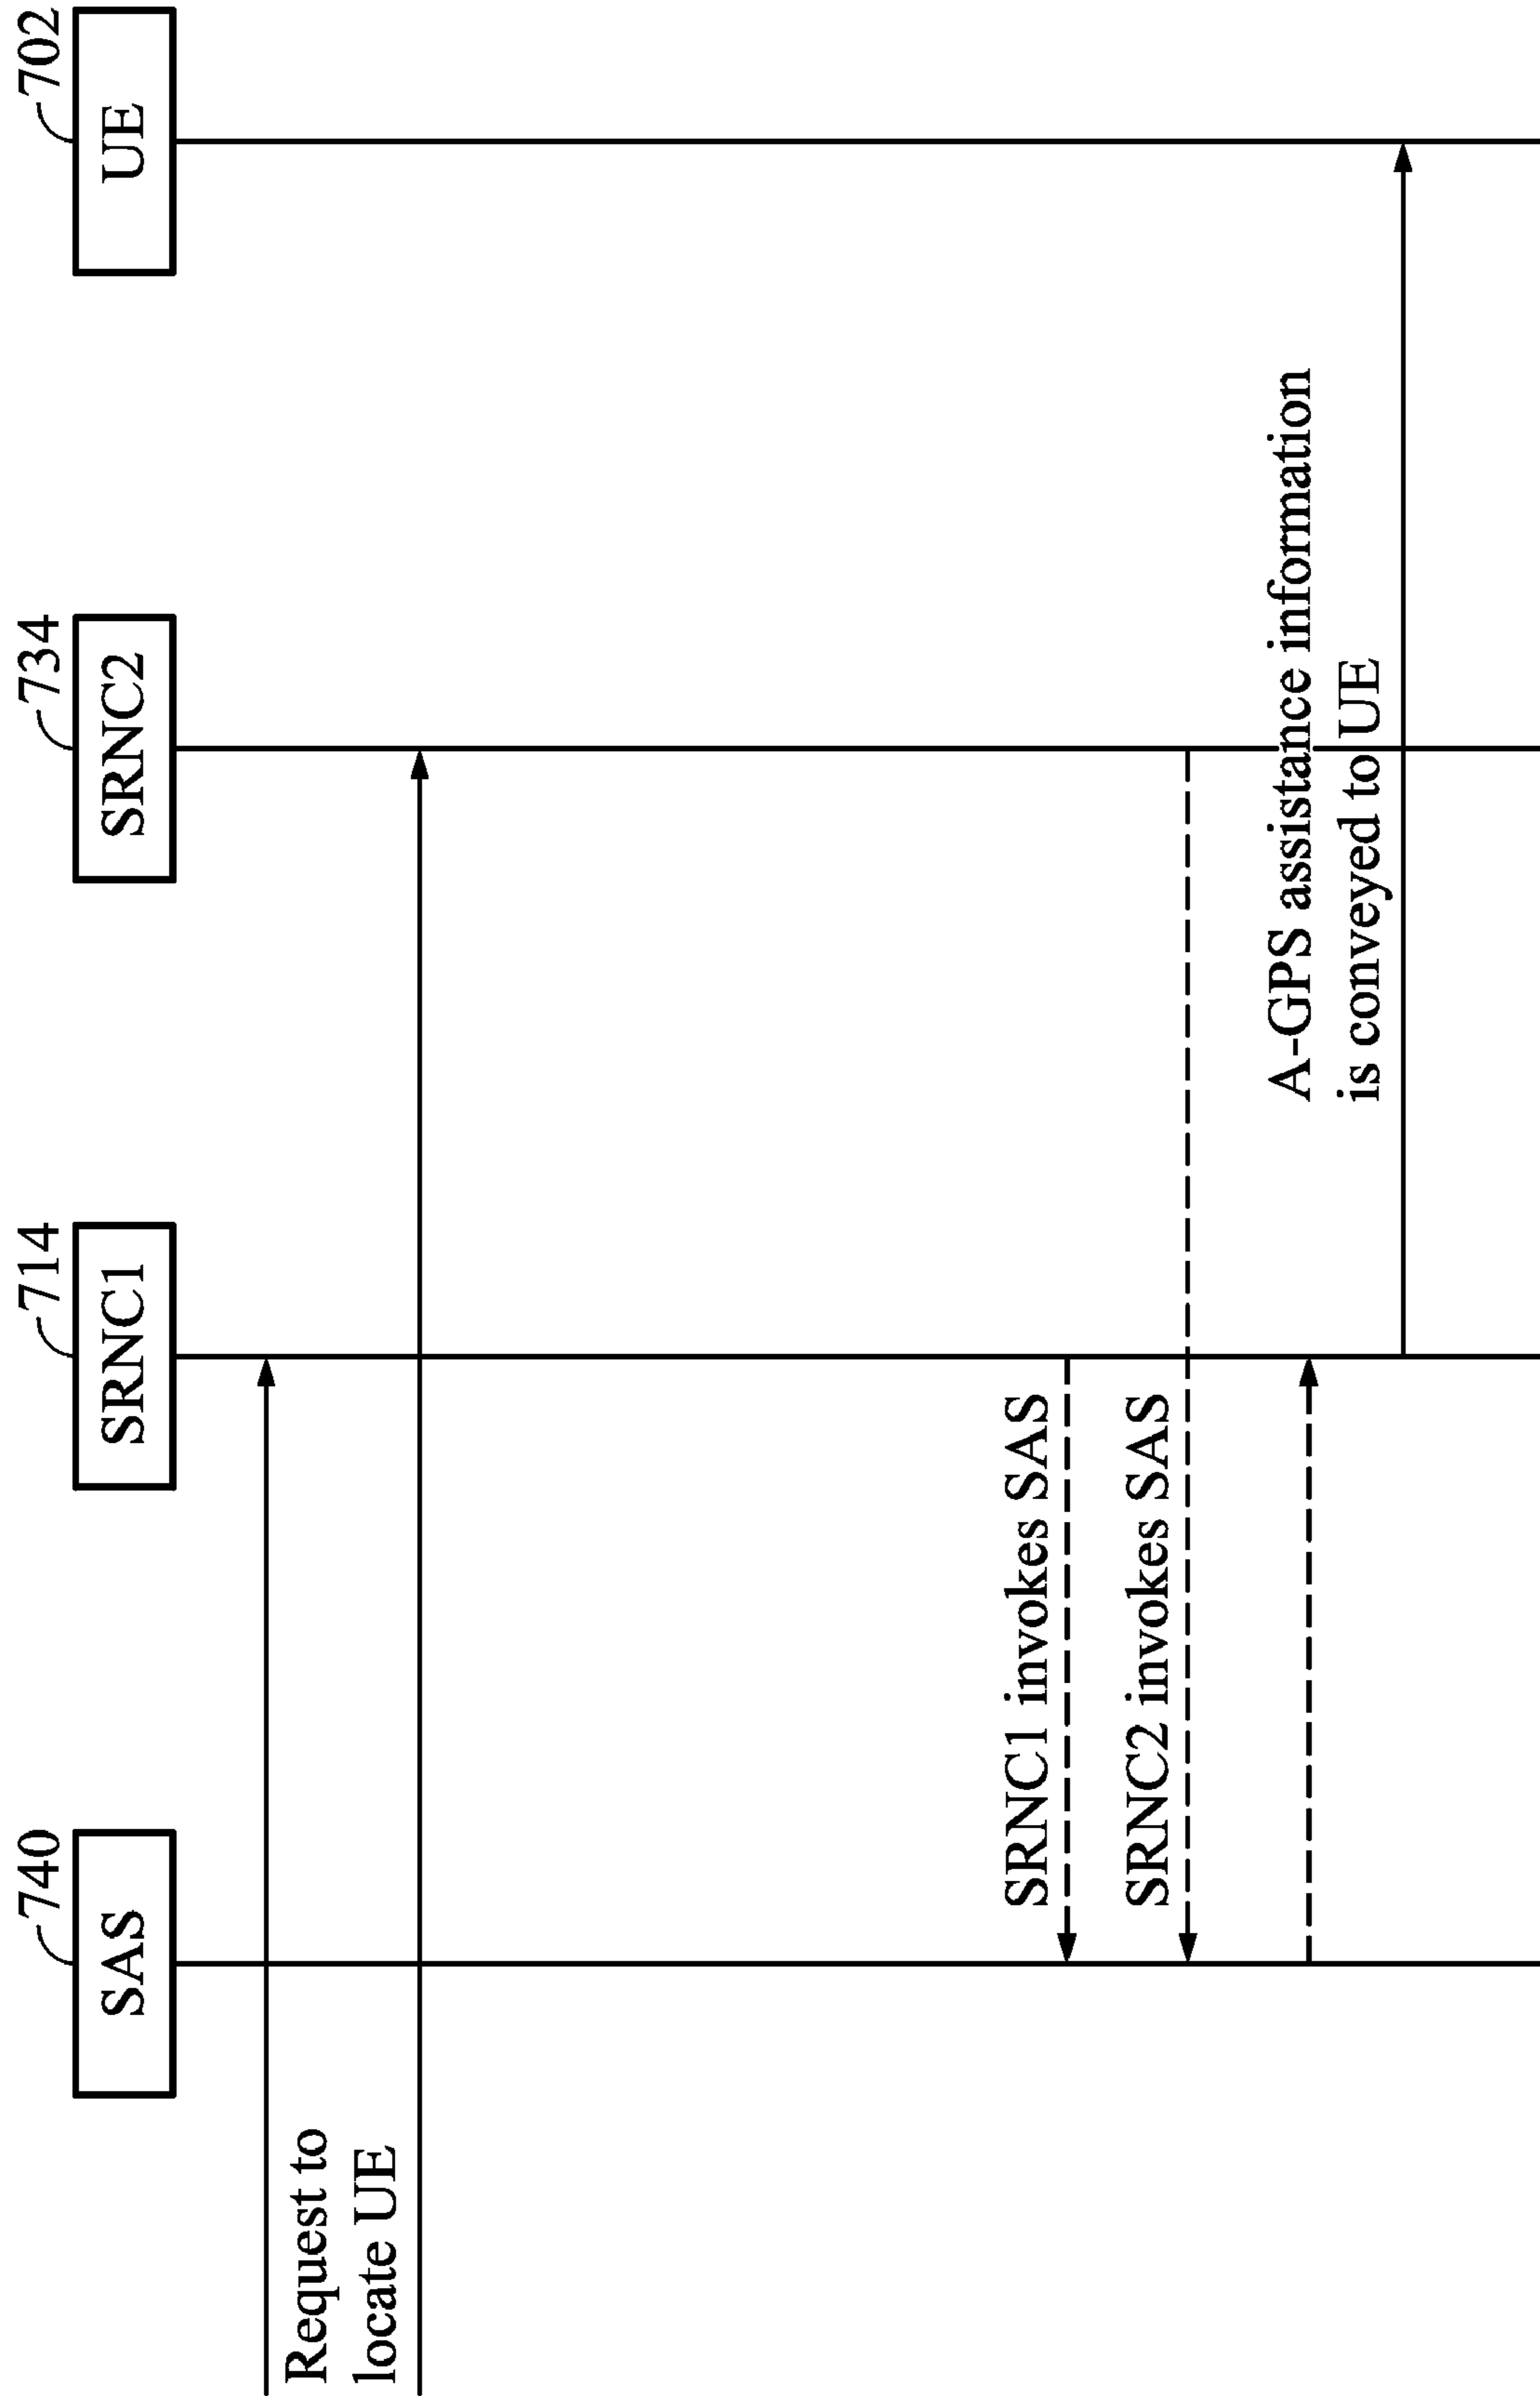 740
714
734
702
SAS
SRNC1
SRNC2
UE
Request to
locate UE
SRNC1 invokes SAS
SRNC2 invokes SAS
A-GPS assistance information
is conveyed to UE